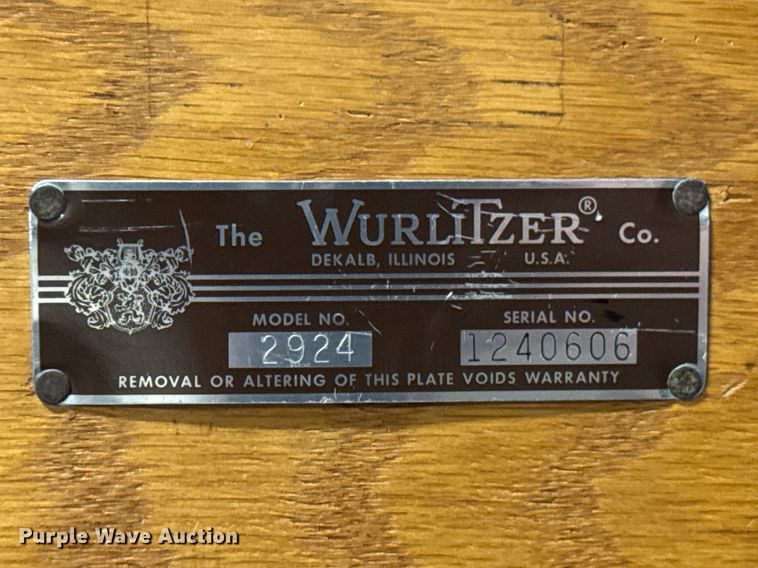 The WURLITZER® Co.
DEKALB, ILLINOIS U.S.A.
MODEL NO. SERIAL NO.
2924 1240606
REMOVAL OR ALTERING OF THIS PLATE VOIDS WARRANTY
Purple Wave Auction